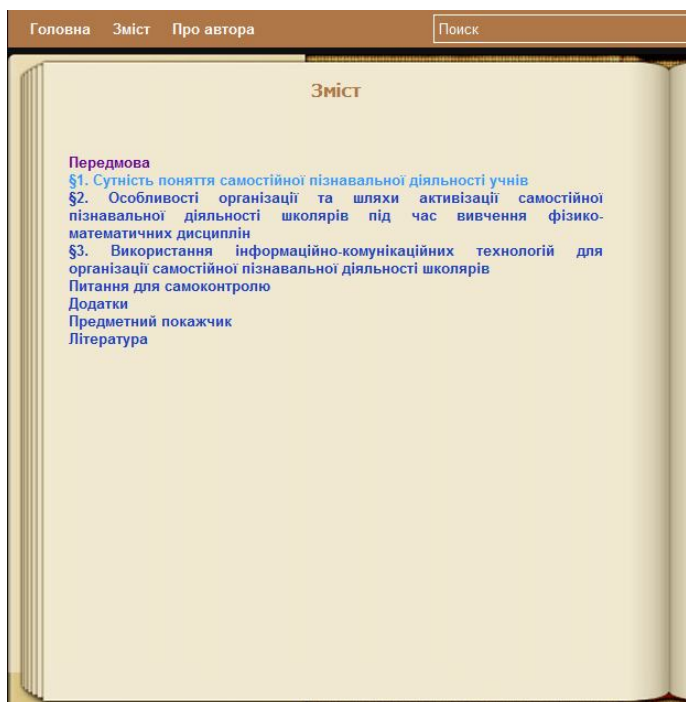 Головна Зміст Про автора Поиск
Зміст
Передмова
§1. Сутність поняття самостійної пізнавальної діяльності учнів
§2. Особливості організації та шляхи активізації самостійної
пізнавальної діяльності школярів під час вивчення фізико-
математичних дисциплін
§3. Використання інформаційно-комунікаційних технологій для
організації самостійної пізнавальної діяльності школярів
Питання для самоконтролю
Додатки
Предметний покажчик
Література